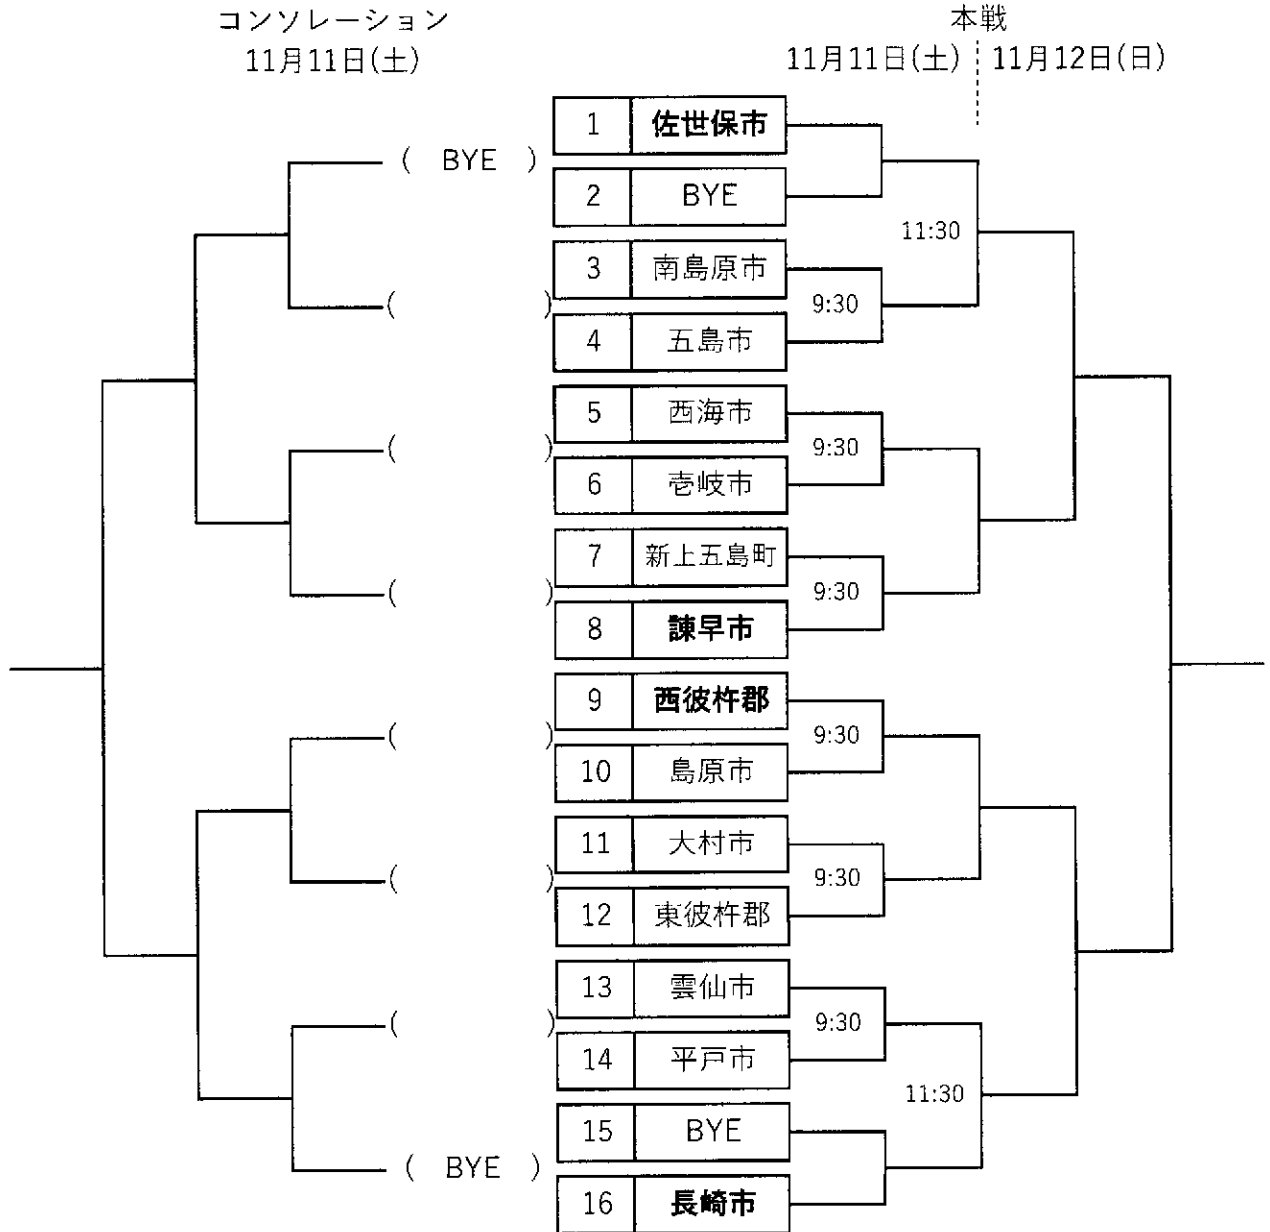 コンソレーション
11月11日(土)
本戦
11月11日(土) 11月12日(日)
1 佐世保市
( BYE )
2 BYE
11:30
3 南島原市
( ) 9:30
4 五島市
5 西海市
( ) 9:30
6 壱岐市
7 新上五島町
( ) 9:30
8 諫早市
9 西彼杵郡
( ) 9:30
10 島原市
11 大村市
( ) 9:30
12 東彼杵郡
13 雲仙市
( ) 9:30
14 平戸市
11:30
15 BYE
( BYE )
16 長崎市